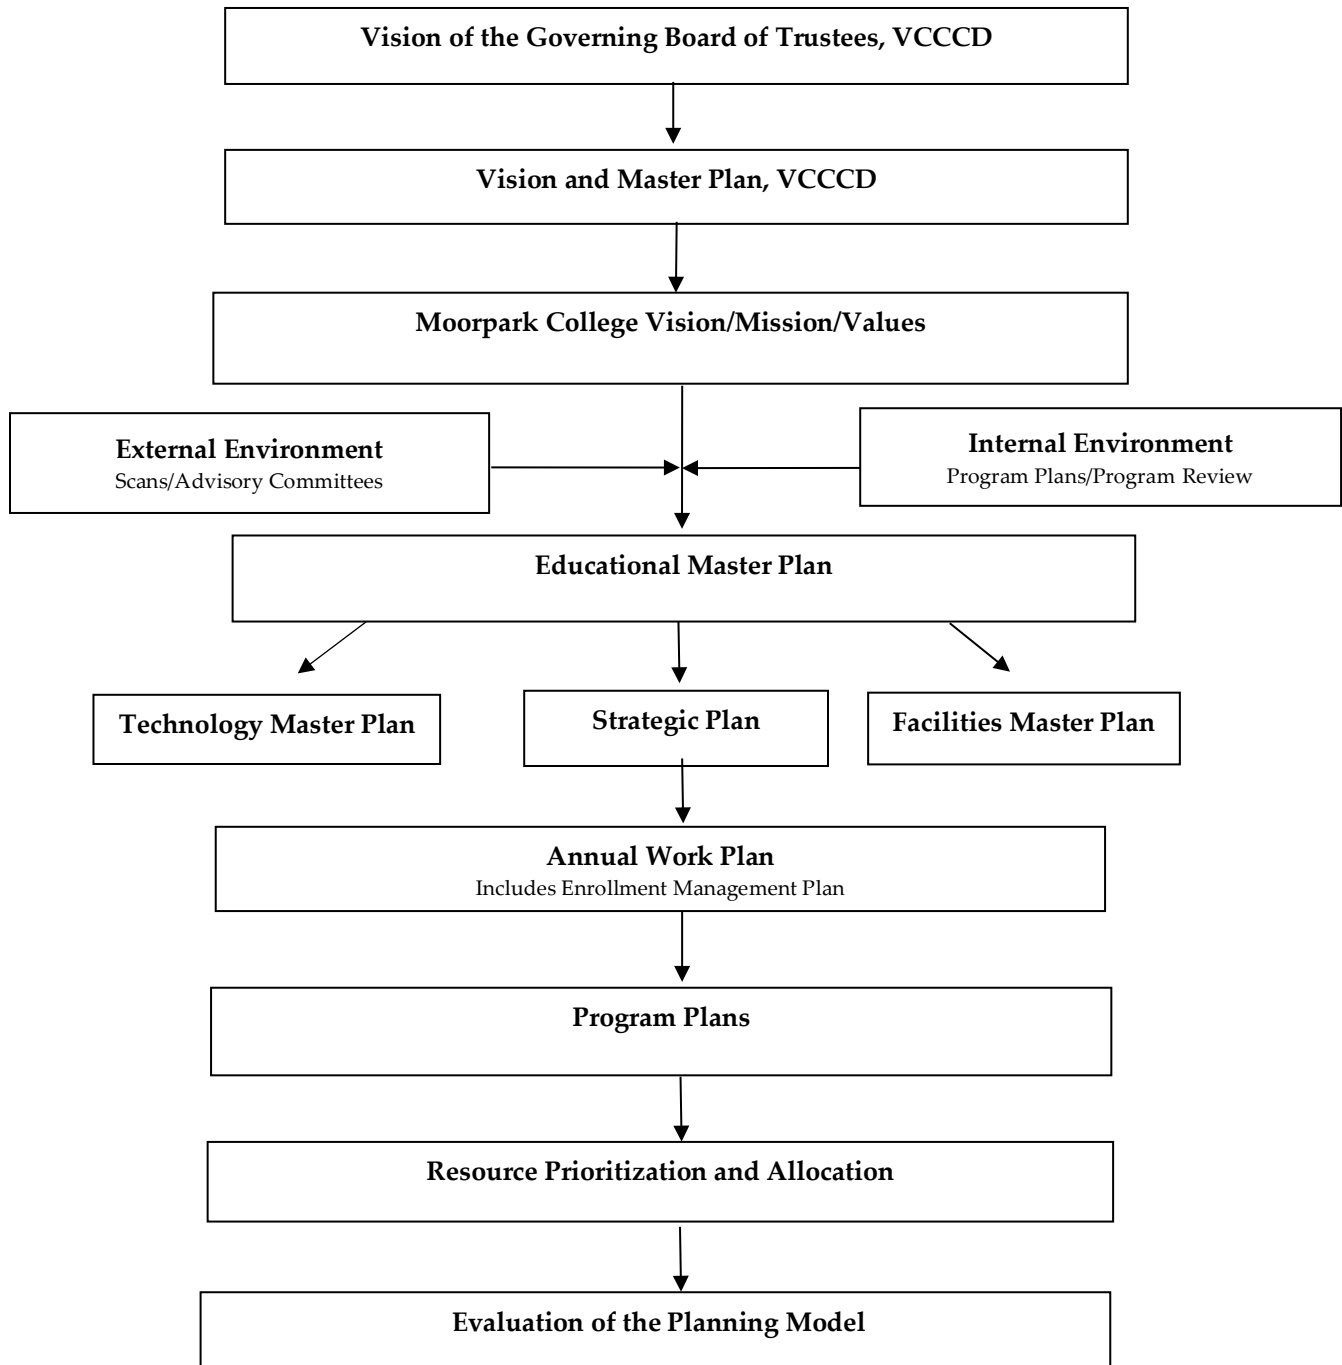 Vision of the Governing Board of Trustees, VCCCD
Vision and Master Plan, VCCCD
Moorpark College Vision/Mission/Values
External Environment
Scans/Advisory Committees
Internal Environment
Program Plans/Program Review
Educational Master Plan
Technology Master Plan
Strategic Plan
Facilities Master Plan
Annual Work Plan
Includes Enrollment Management Plan
Program Plans
Resource Prioritization and Allocation
Evaluation of the Planning Model